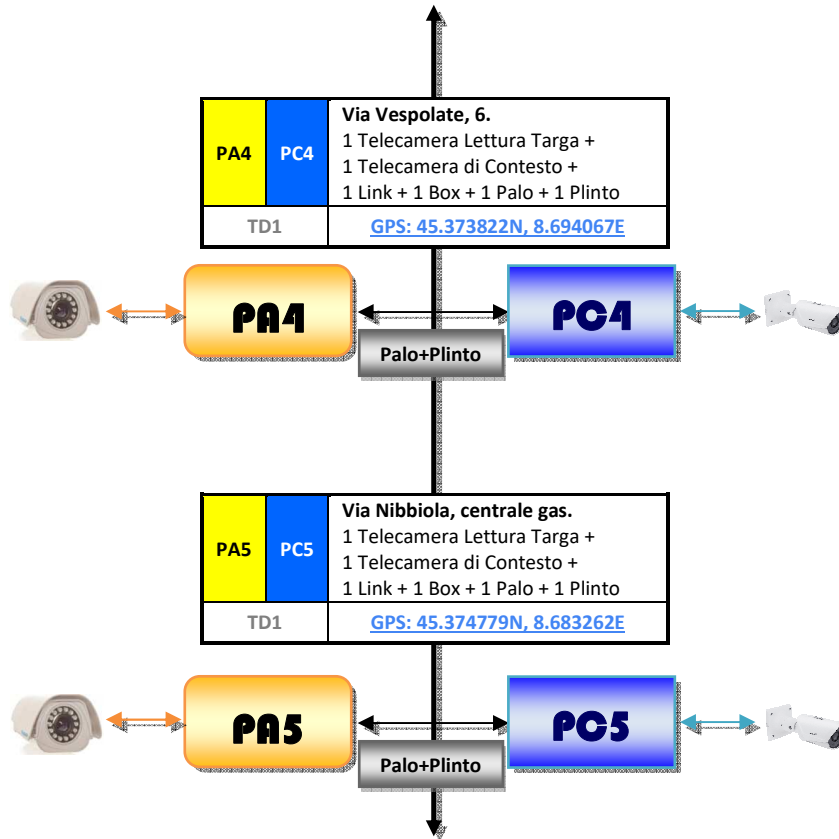 PA4
PC4
Via Vespolate, 6.
1 Telecamera Lettura Targa +
1 Telecamera di Contesto +
1 Link + 1 Box + 1 Palo + 1 Plinto
TD1
GPS: 45.373822N, 8.694067E
PA4
PC4
Palo+Plinto
PA5
PC5
Via Nibbiola, centrale gas.
1 Telecamera Lettura Targa +
1 Telecamera di Contesto +
1 Link + 1 Box + 1 Palo + 1 Plinto
TD1
GPS: 45.374779N, 8.683262E
PA5
PC5
Palo+Plinto